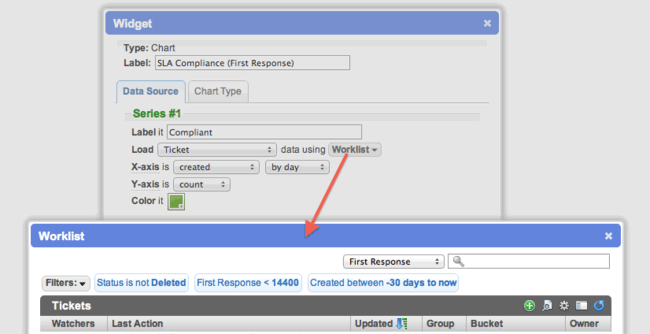 Widget
Type: Chart
Label: SLA Compliance (First Response)
Data Source Chart Type
Series #1
Label it Compliant
Load Ticket data using Worklist
X-axis is created by day
Y-axis is count
Color it
Worklist
First Response
Filters: Status is not Deleted First Response < 14400 Created between -30 days to now
Tickets
Watchers Last Action Updated Group Bucket Owner